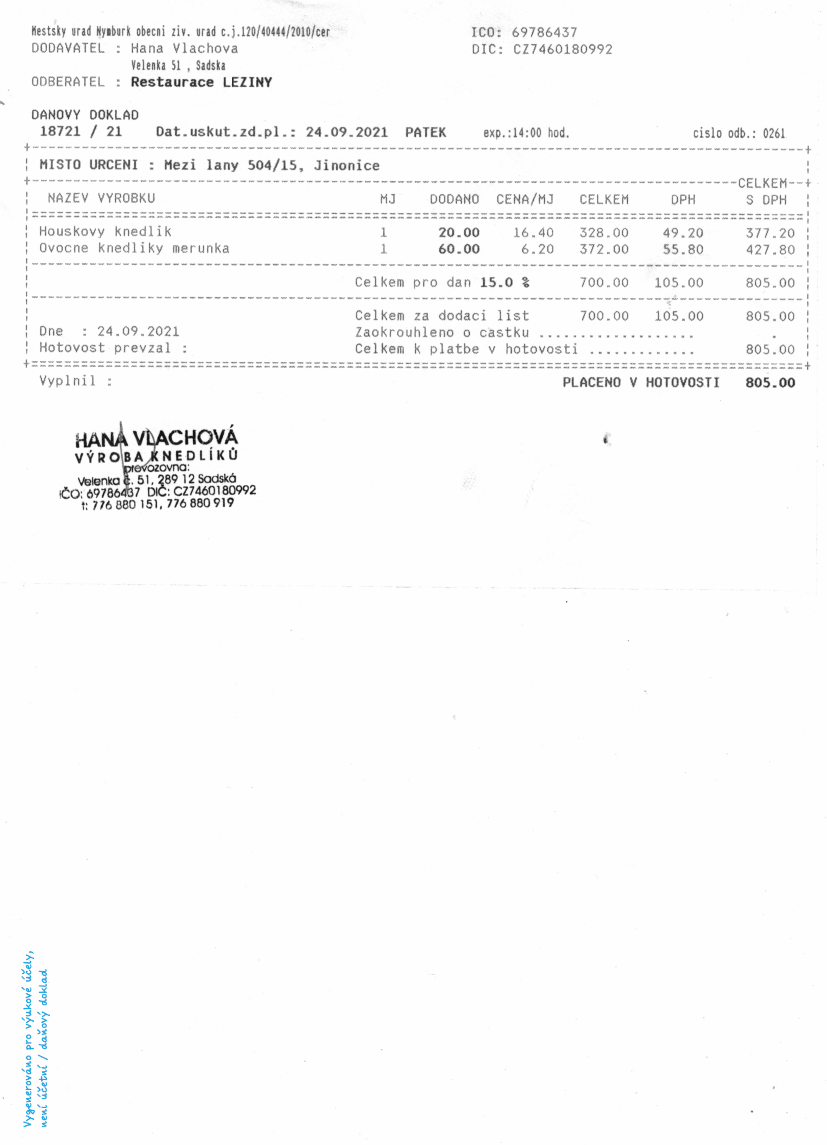 Mestsky urad Nymburk obecni ziv. urad c.j.120/40444/2010/cer ICO: 69786437
DODAVATEL : Hana Vlachova DIC: CZ7460180992
Velenka 51 , Sadska
ODBERATEL : Restaurace LEZINY
DANOVY DOKLAD
18721 / 21 Dat.uskut.zd.pl.: 24.09.2021 PATEK exp.:14:00 hod. cislo odb.: 0261
MISTO URCENI : Mezi lany 504/15, Jinonice
CELKEM
NAZEV VYROBKU MJ DODANO CENA/MJ CELKEM DPH S DPH
Houskovy knedlik 1 20.00 16.40 328.00 49.20 377.20
Ovocne knedliky merunka 1 60.00 6.20 372.00 55.80 427.80
Celkem pro dan 15.0 % 700.00 105.00 805.00
Celkem za dodaci list 700.00 105.00 805.00
Dne : 24.09.2021 Zaokrouhleno o castku ................... .
Hotovost prevzal : Celkem k platbe v hotovosti ............. 805.00
Vyplnil : PLACENO V HOTOVOSTI 805.00
HANA VLACHOVÁ
VÝROBA KNEDLÍKŮ
provozovna:
Velenka č. 51, 289 12 Sadská
IČO: 69786437 DIČ: CZ7460180992
t: 776 880 151, 776 880 919
Vygenerováno pro výukové účely,
není účetní / daňový doklad